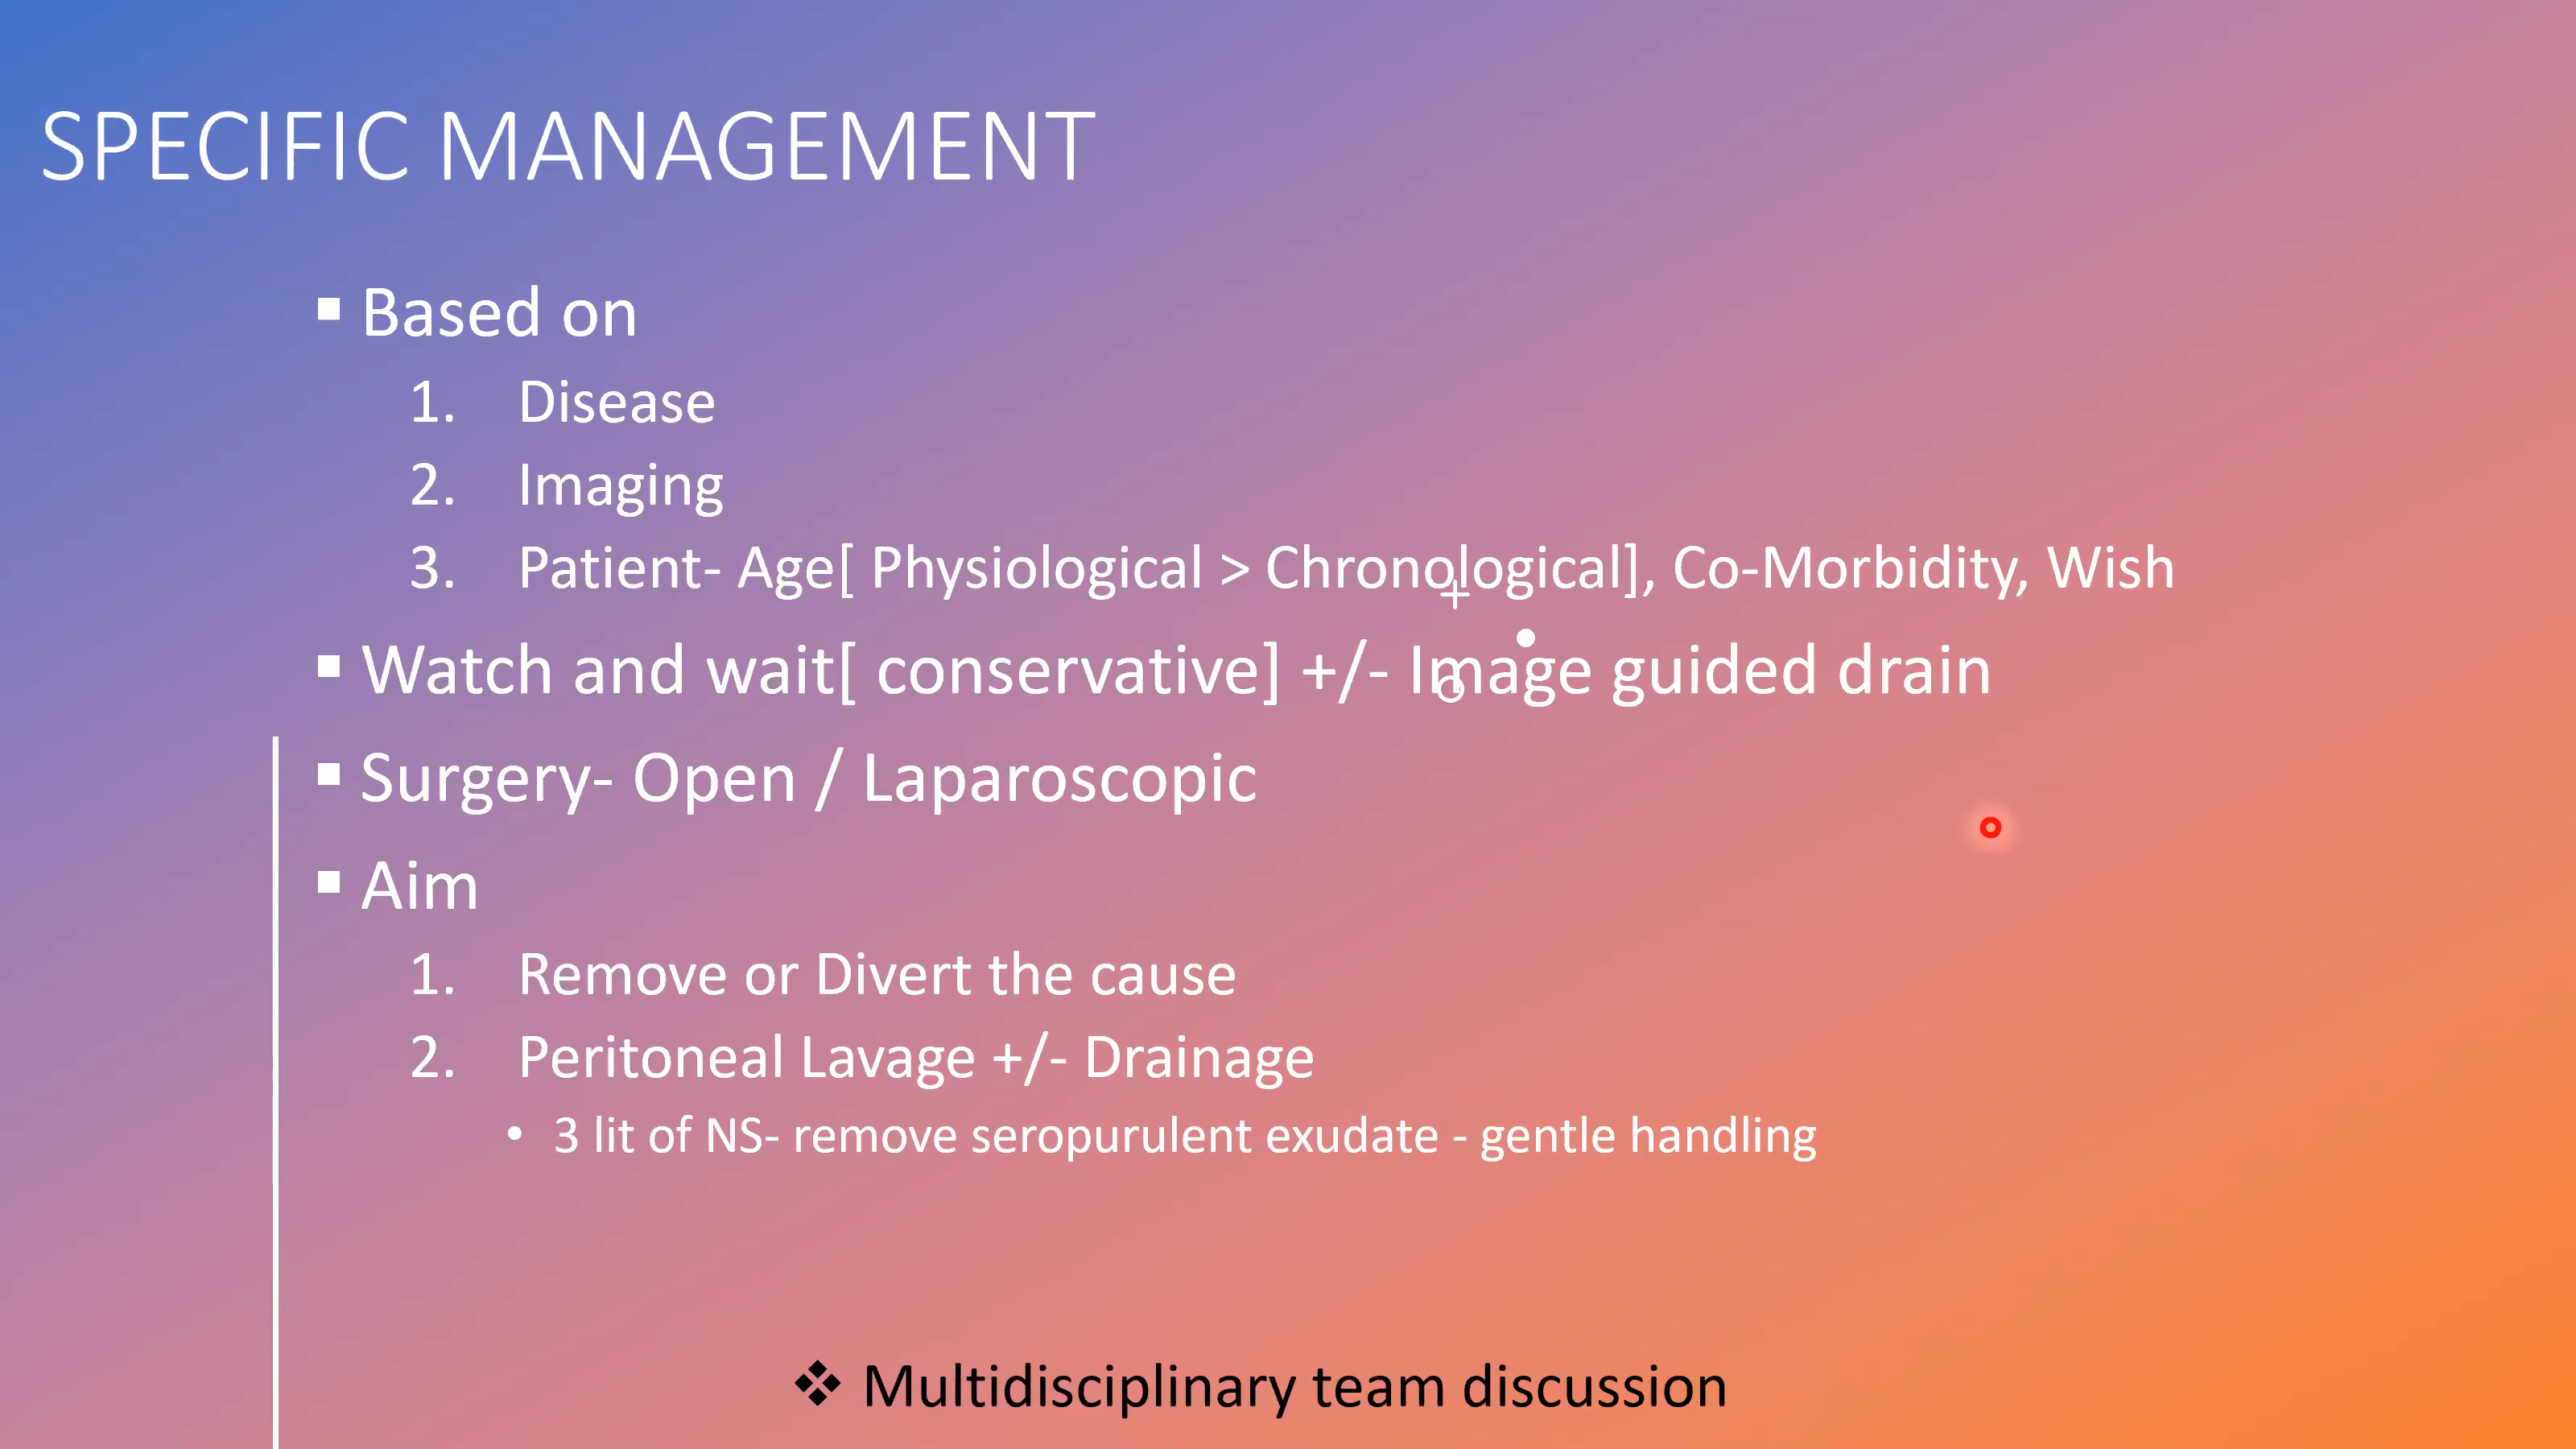 SPECIFIC MANAGEMENT
▪ Based on
1. Disease
2. Imaging
3. Patient- Age[ Physiological > Chronological], Co-Morbidity, Wish
▪ Watch and wait[ conservative] +/- Image guided drain
▪ Surgery- Open / Laparoscopic
▪ Aim
1. Remove or Divert the cause
2. Peritoneal Lavage +/- Drainage
• 3 lit of NS- remove seropurulent exudate - gentle handling
❖ Multidisciplinary team discussion